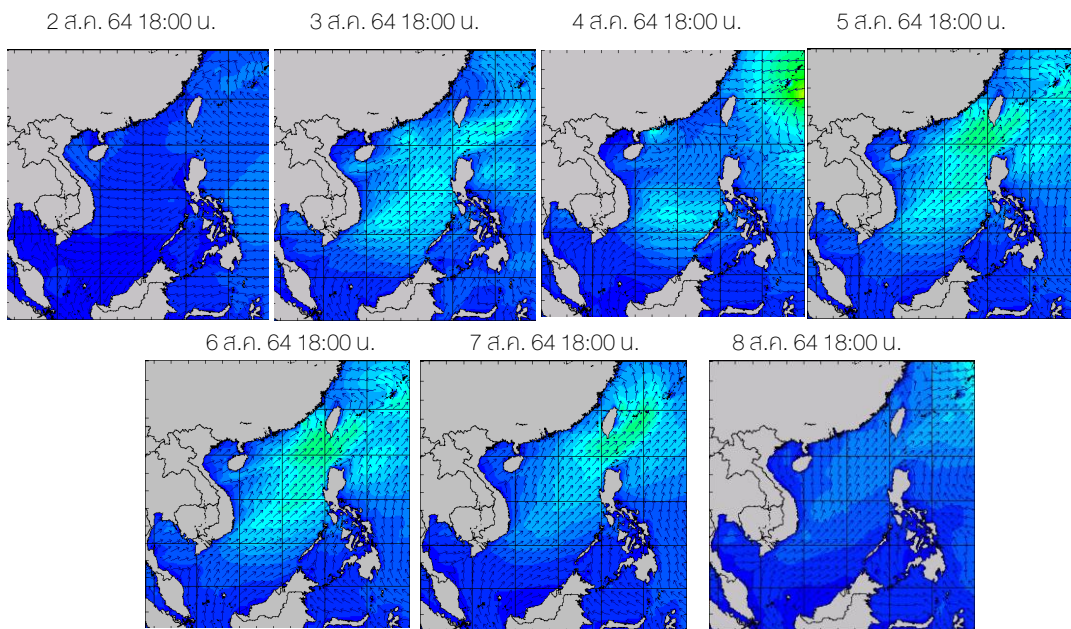 2 ส.ค. 64 18:00 น.
3 ส.ค. 64 18:00 น.
4 ส.ค. 64 18:00 น.
5 ส.ค. 64 18:00 น.
6 ส.ค. 64 18:00 น.
7 ส.ค. 64 18:00 น.
8 ส.ค. 64 18:00 น.